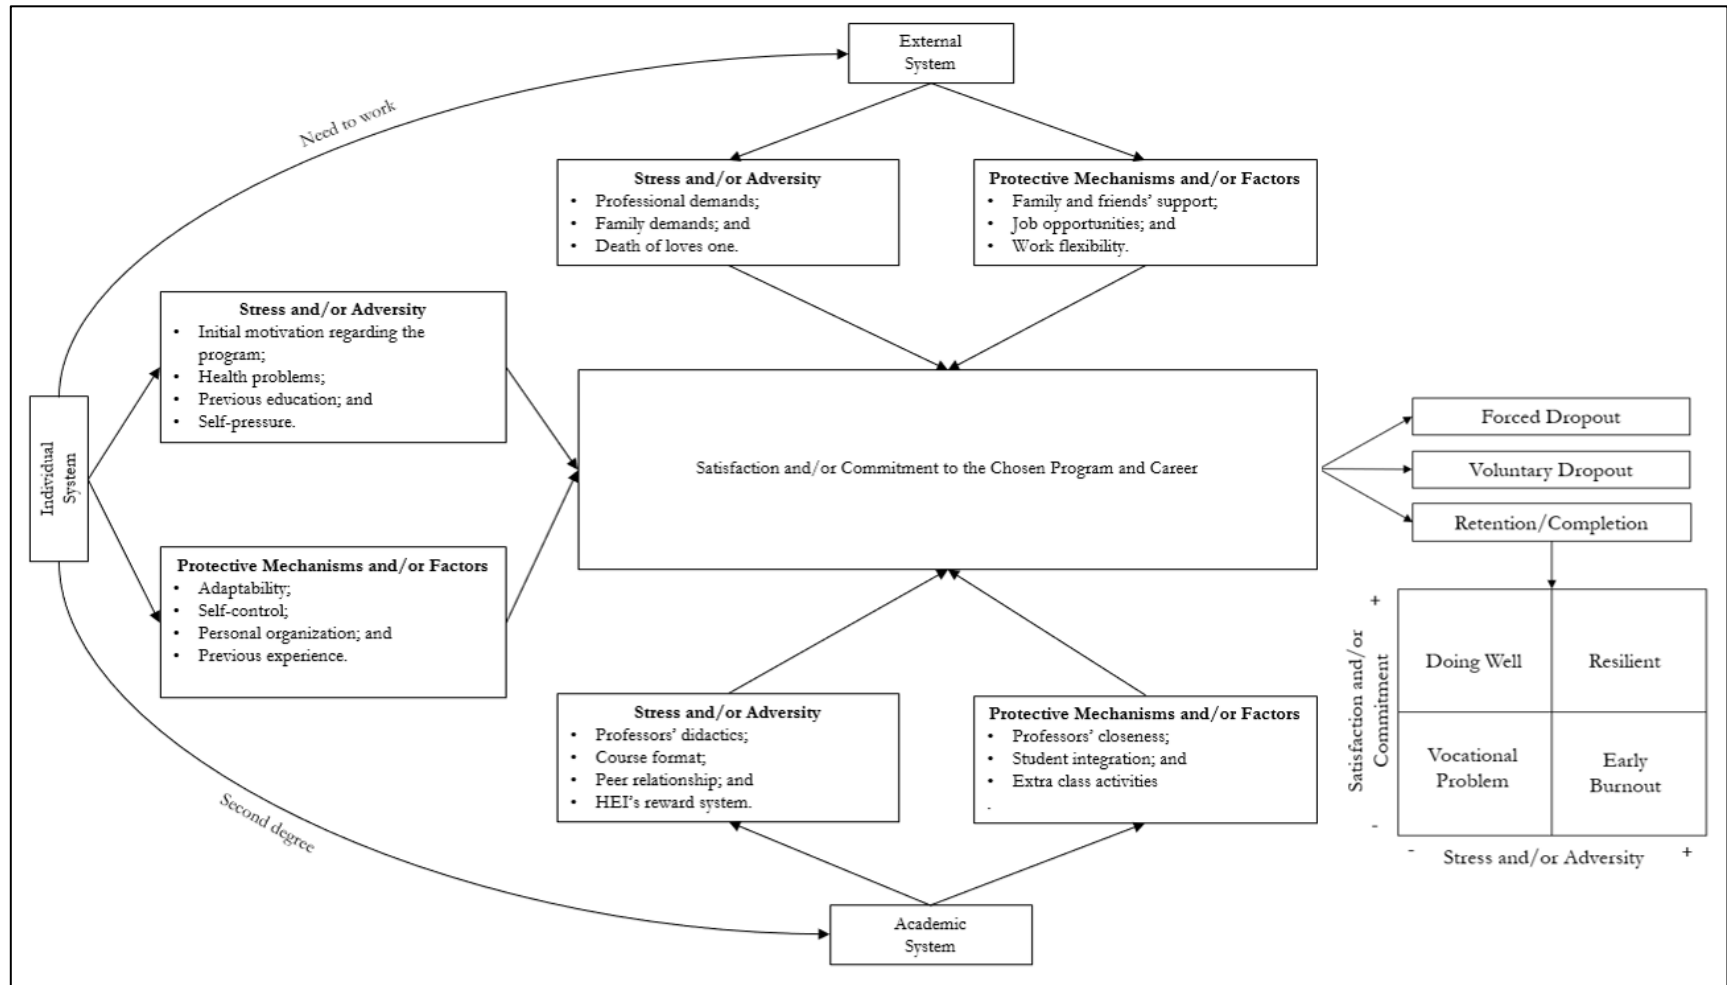 External
System
Need to work
Stress and/or Adversity
• Professional demands;
• Family demands; and
• Death of loves one.
Protective Mechanisms and/or Factors
• Family and friends’ support;
• Job opportunities; and
• Work flexibility.
Stress and/or Adversity
• Initial motivation regarding the
program;
• Health problems;
• Previous education; and
• Self-pressure.
Individual
System
Protective Mechanisms and/or Factors
• Adaptability;
• Self-control;
• Personal organization; and
• Previous experience.
Satisfaction and/or Commitment to the Chosen Program and Career
Forced Dropout
Voluntary Dropout
Retention/Completion
Satisfaction and/or
Commitment
+
-
Doing Well
Resilient
Vocational
Problem
Early
Burnout
-
Stress and/or Adversity
+
Stress and/or Adversity
• Professors’ didactics;
• Course format;
• Peer relationship; and
• HEI’s reward system.
Protective Mechanisms and/or Factors
• Professors’ closeness;
• Student integration; and
• Extra class activities
.
Second degree
Academic
System